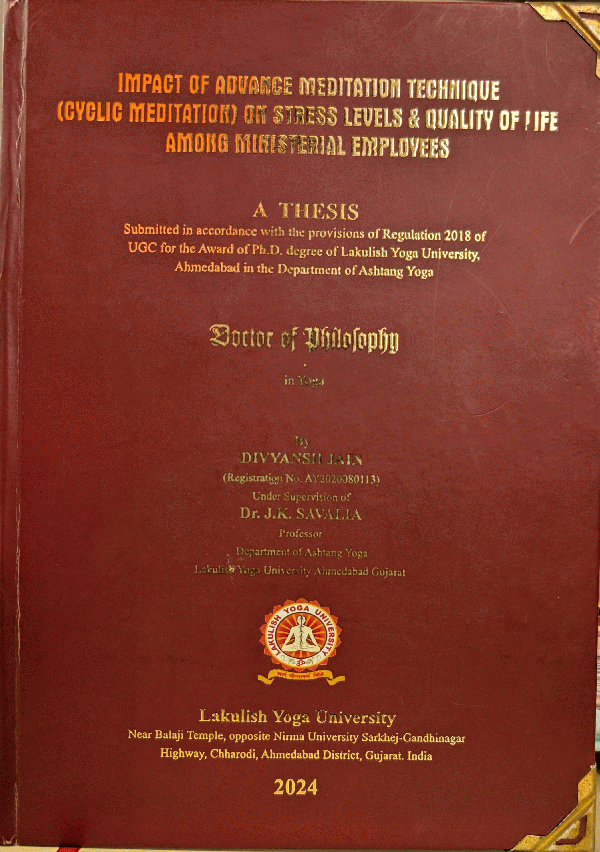 IMPACT OF ADVANCE MEDITATION TECHNIQUE
(CYCLIC MEDITATION) ON STRESS LEVELS & QUALITY OF LIFE
AMONG MINISTERIAL EMPLOYEES
A THESIS
Submitted in accordance with the provisions of Regulation 2018 of
UGC for the Award of Ph.D. degree of Lakulish Yoga University,
Ahmedabad in the Department of Ashtang Yoga
Doctor of Philosophy
in Yoga
By
DIVYANSH JAIN
(Registration No. AY2020080113)
Under Supervision of
Dr. J.K. SAVALIA
Professor
Department of Ashtang Yoga
Lakulish Yoga University Ahmedabad Gujarat
LAKULISH YOGA UNIVERSITY
Lakulish Yoga University
Near Balaji Temple, opposite Nirma University Sarkhej-Gandhinagar
Highway, Chharodi, Ahmedabad District, Gujarat. India
2024